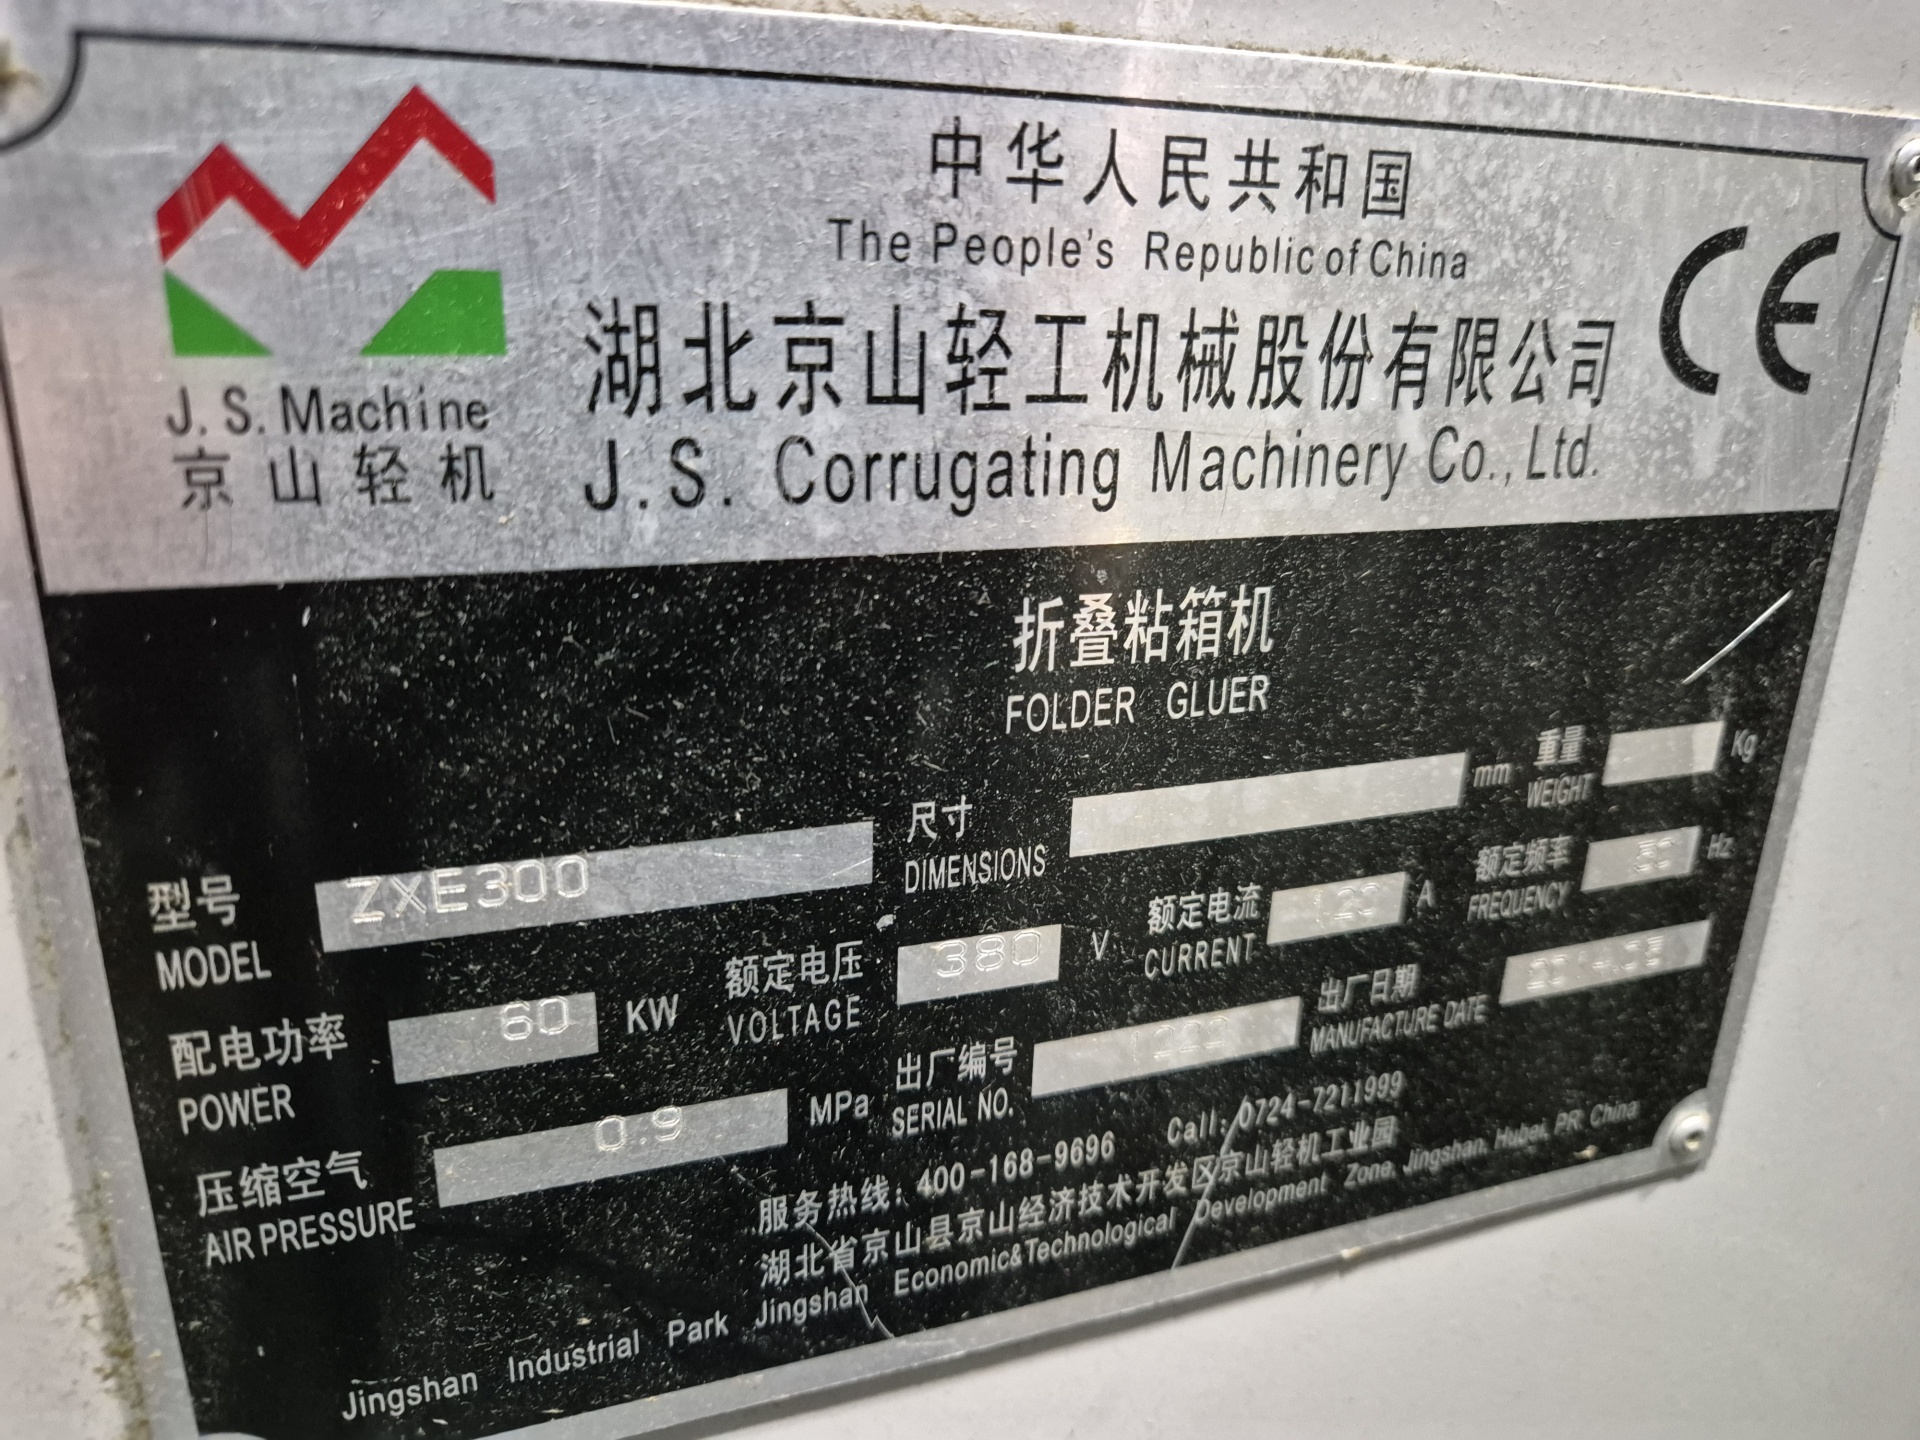 中华人民共和国
The People's Republic of China
CE
湖北京山轻工机械股份有限公司
J.S. Corrugating Machinery Co.,Ltd.
J.S.Machine
京山轻机
折叠粘箱机
FOLDER GLUER
型号 ZXE300
MODEL
尺寸 mm
DIMENSIONS
重量 Kg
WEIGHT
配电功率 60 KW
POWER
额定电压 380 V
VOLTAGE
额定电流 120 A
CURRENT
额定频率 50 Hz
FREQUENCY
压缩空气 0.9 MPa
AIR PRESSURE
出厂编号
SERIAL NO.
出厂日期
MANUFACTURE DATE
服务热线：400-168-9696 Call：0724-7211999
湖北省京山县京山经济技术开发区京山轻机工业园
Jingshan Industrial Park Jingshan Economic&Technological Development Zone, Jingshan, Hubei, PR China